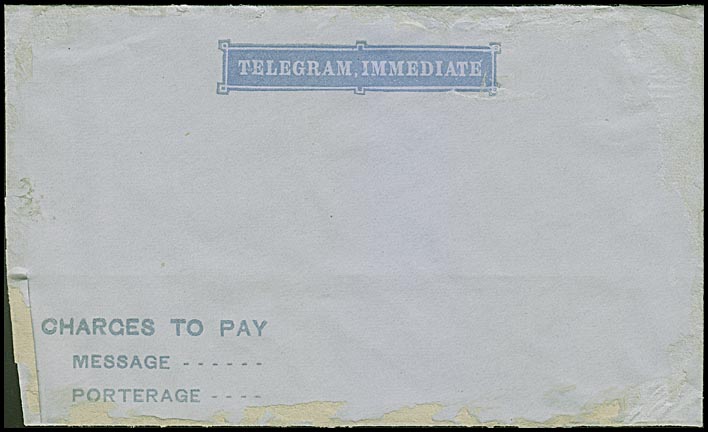 TELEGRAM, IMMEDIATE
CHARGES TO PAY
MESSAGE ------
PORTERAGE ----